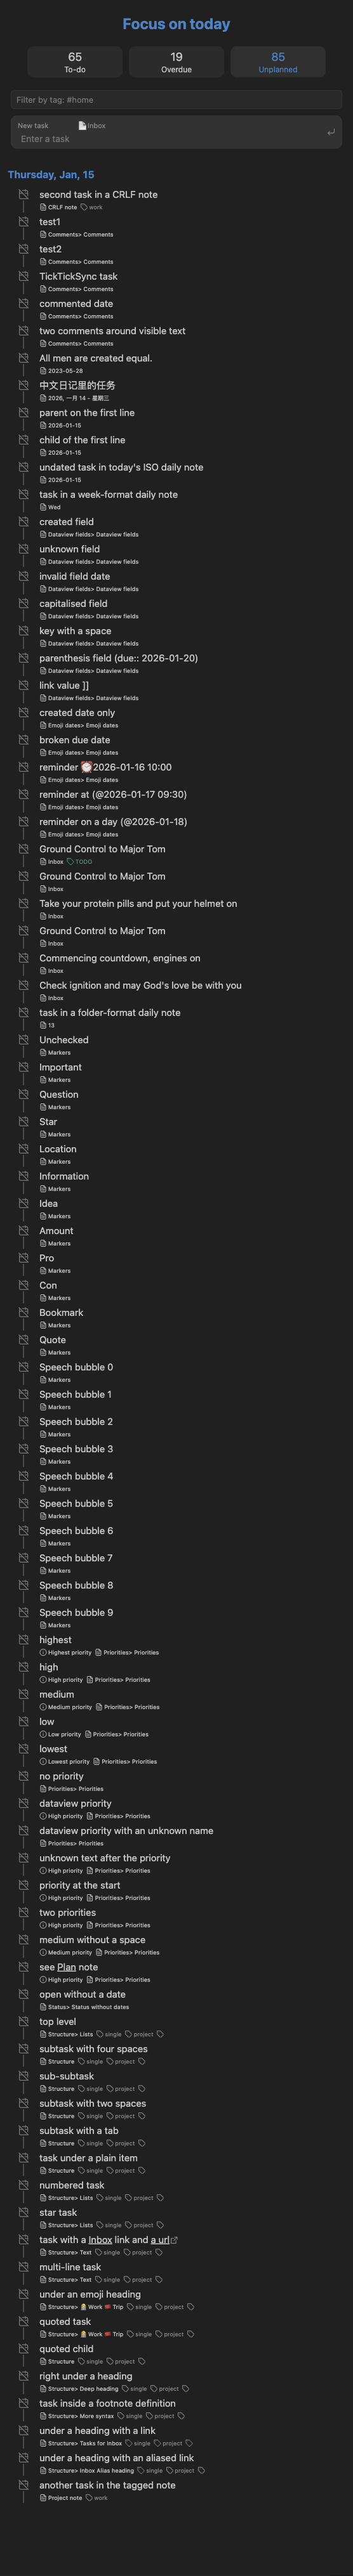 Focus on today
65
To-do
19
Overdue
85
Unplanned
Filter by tag: #home
New task Inbox
Enter a task
Thursday, Jan, 15
second task in a CRLF note
CRLF note work
test1
Comments> Comments
test2
Comments> Comments
TickTickSync task
Comments> Comments
commented date
Comments> Comments
two comments around visible text
Comments> Comments
All men are created equal.
2023-05-28
中文日记里的任务
2026, 一月 14 - 星期三
parent on the first line
2026-01-15
child of the first line
2026-01-15
undated task in today's ISO daily note
2026-01-15
task in a week-format daily note
Wed
created field
Dataview fields> Dataview fields
unknown field
Dataview fields> Dataview fields
invalid field date
Dataview fields> Dataview fields
capitalised field
Dataview fields> Dataview fields
key with a space
Dataview fields> Dataview fields
parenthesis field (due:: 2026-01-20)
Dataview fields> Dataview fields
link value ]]
Dataview fields> Dataview fields
created date only
Emoji dates> Emoji dates
broken due date
Emoji dates> Emoji dates
reminder ⏰2026-01-16 10:00
Emoji dates> Emoji dates
reminder at (@2026-01-17 09:30)
Emoji dates> Emoji dates
reminder on a day (@2026-01-18)
Emoji dates> Emoji dates
Ground Control to Major Tom
Inbox TODO
Ground Control to Major Tom
Inbox
Take your protein pills and put your helmet on
Inbox
Ground Control to Major Tom
Inbox
Commencing countdown, engines on
Inbox
Check ignition and may God's love be with you
Inbox
task in a folder-format daily note
13
Unchecked
Markers
Important
Markers
Question
Markers
Star
Markers
Location
Markers
Information
Markers
Idea
Markers
Amount
Markers
Pro
Markers
Con
Markers
Bookmark
Markers
Quote
Markers
Speech bubble 0
Markers
Speech bubble 1
Markers
Speech bubble 2
Markers
Speech bubble 3
Markers
Speech bubble 4
Markers
Speech bubble 5
Markers
Speech bubble 6
Markers
Speech bubble 7
Markers
Speech bubble 8
Markers
Speech bubble 9
Markers
highest
Highest priority Priorities> Priorities
high
High priority Priorities> Priorities
medium
Medium priority Priorities> Priorities
low
Low priority Priorities> Priorities
lowest
Lowest priority Priorities> Priorities
no priority
Priorities> Priorities
dataview priority
High priority Priorities> Priorities
dataview priority with an unknown name
Priorities> Priorities
unknown text after the priority
High priority Priorities> Priorities
priority at the start
High priority Priorities> Priorities
two priorities
High priority Priorities> Priorities
medium without a space
Medium priority Priorities> Priorities
see Plan note
High priority Priorities> Priorities
open without a date
Status> Status without dates
top level
Structure> Lists single project
subtask with four spaces
Structure single project
sub-subtask
Structure single project
subtask with two spaces
Structure single project
subtask with a tab
Structure single project
task under a plain item
Structure single project
numbered task
Structure> Lists single project
star task
Structure> Lists single project
task with a Inbox link and a url
Structure> Text single project
multi-line task
Structure> Text single project
under an emoji heading
Structure> Work Trip single project
quoted task
Structure> Work Trip single project
quoted child
Structure single project
right under a heading
Structure> Deep heading single project
task inside a footnote definition
Structure> More syntax single project
under a heading with a link
Structure> Tasks for Inbox single project
under a heading with an aliased link
Structure> Inbox Alias heading single project
another task in the tagged note
Project note work